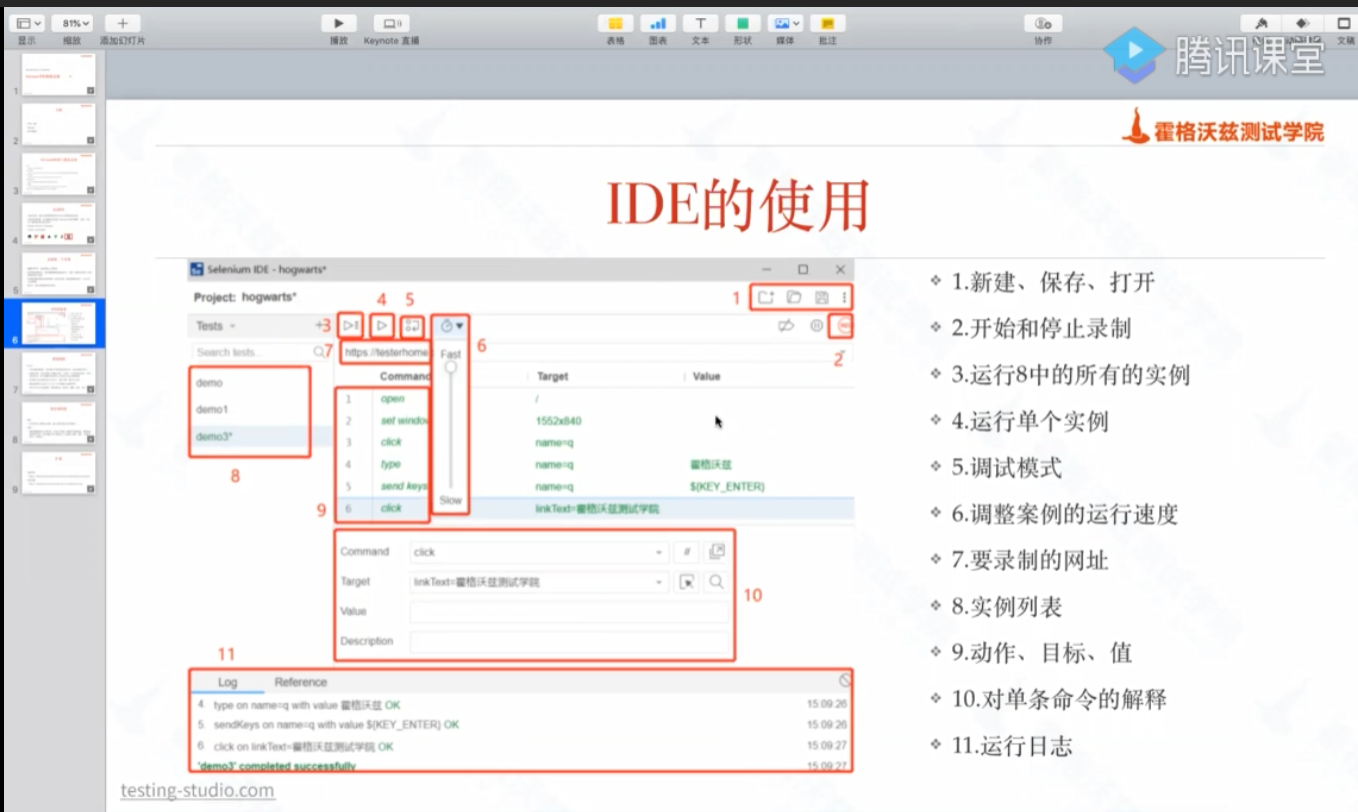 81%
显示
缩放
添加幻灯片
播放
Keynote 直播
表格
图表
文本
形状
媒体
批注
协作
文稿
腾讯课堂
霍格沃兹测试学院
IDE的使用
Selenium IDE - hogwarts*
Project: hogwarts*
1
Tests
3
4
5
6
2
Search tests...
7
https://testerhome
Fast
Slow
Command
Target
Value
demo
demo1
demo3*
8
9
1 open /
2 set window 1552x840
3 click name=q
4 type name=q 霍格沃兹
5 send keys name=q ${KEY_ENTER}
6 click linkText=霍格沃兹测试学院
Command click //
Target linkText=霍格沃兹测试学院
Value
Description
10
11
Log Reference
4. type on name=q with value 霍格沃兹 OK 15:09:26
5. sendKeys on name=q with value ${KEY_ENTER} OK 15:09:26
6. click on linkText=霍格沃兹测试学院 OK 15:09:27
'demo3' completed successfully 15:09:27
1.新建、保存、打开
2.开始和停止录制
3.运行8中的所有的实例
4.运行单个实例
5.调试模式
6.调整案例的运行速度
7.要录制的网址
8.实例列表
9.动作、目标、值
10.对单条命令的解释
11.运行日志
testing-studio.com
1
2
3
4
5
6
7
8
9